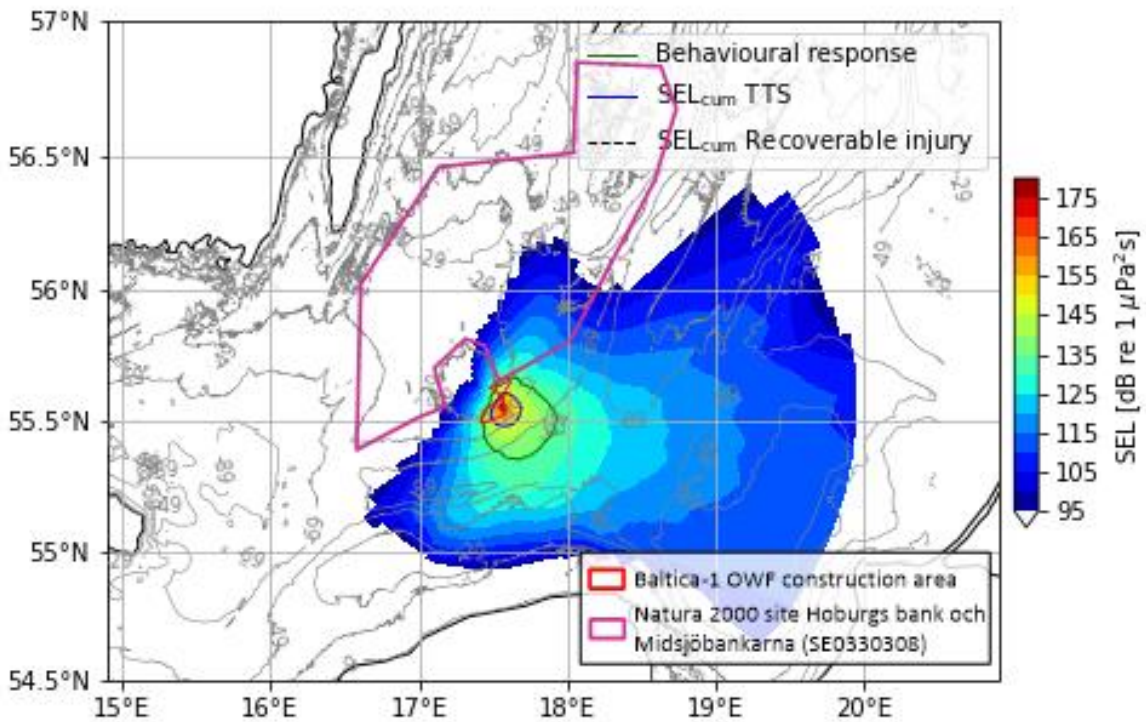 57°N
56.5°N
56°N
55.5°N
55°N
54.5°N
15°E
16°E
17°E
18°E
19°E
20°E
Behavioural response
SELcum TTS
SELcum Recoverable injury
175
165
155
145
135
125
115
105
95
SEL [dB re 1 μPa²s]
Baltica-1 OWF construction area
Natura 2000 site Hoburgs bank och
Midsjöbankarna (SE0330308)